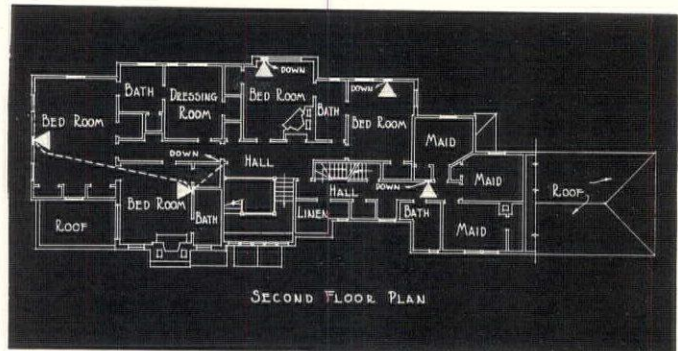 DOWN
BATH
DRESSING
ROOM
BED ROOM
BATH
DOWN
BED ROOM
BED ROOM
MAID
DOWN
HALL
MAID
BED ROOM
BATH
LINEN
HALL
DOWN
BATH
MAID
ROOF
ROOF
SECOND FLOOR PLAN